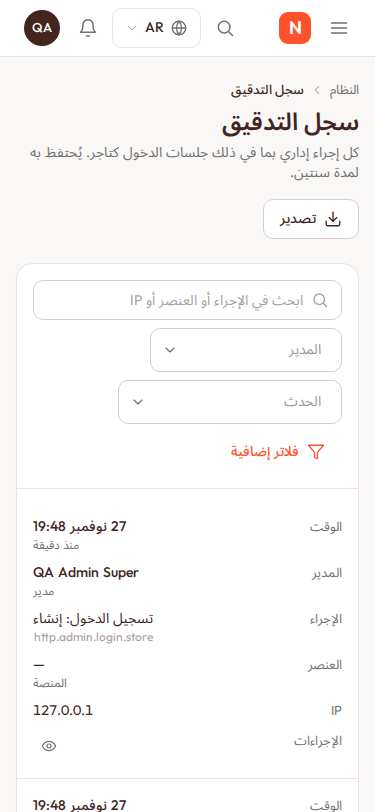 N
AR
QA
النظام > سجل التدقيق
سجل التدقيق
كل إجراء إداري بما في ذلك جلسات الدخول كتاجر. يُحتفظ به
لمدة سنتين.
تصدير
ابحث في الإجراء أو العنصر أو IP
المدير
الحدث
فلاتر إضافية
الوقت
27 نوفمبر 19:48
منذ دقيقة
المدير
QA Admin Super
مدير
الإجراء
تسجيل الدخول: إنشاء
http.admin.login.store
العنصر
—
المنصة
IP
127.0.0.1
الإجراءات
الوقت
27 نوفمبر 19:48